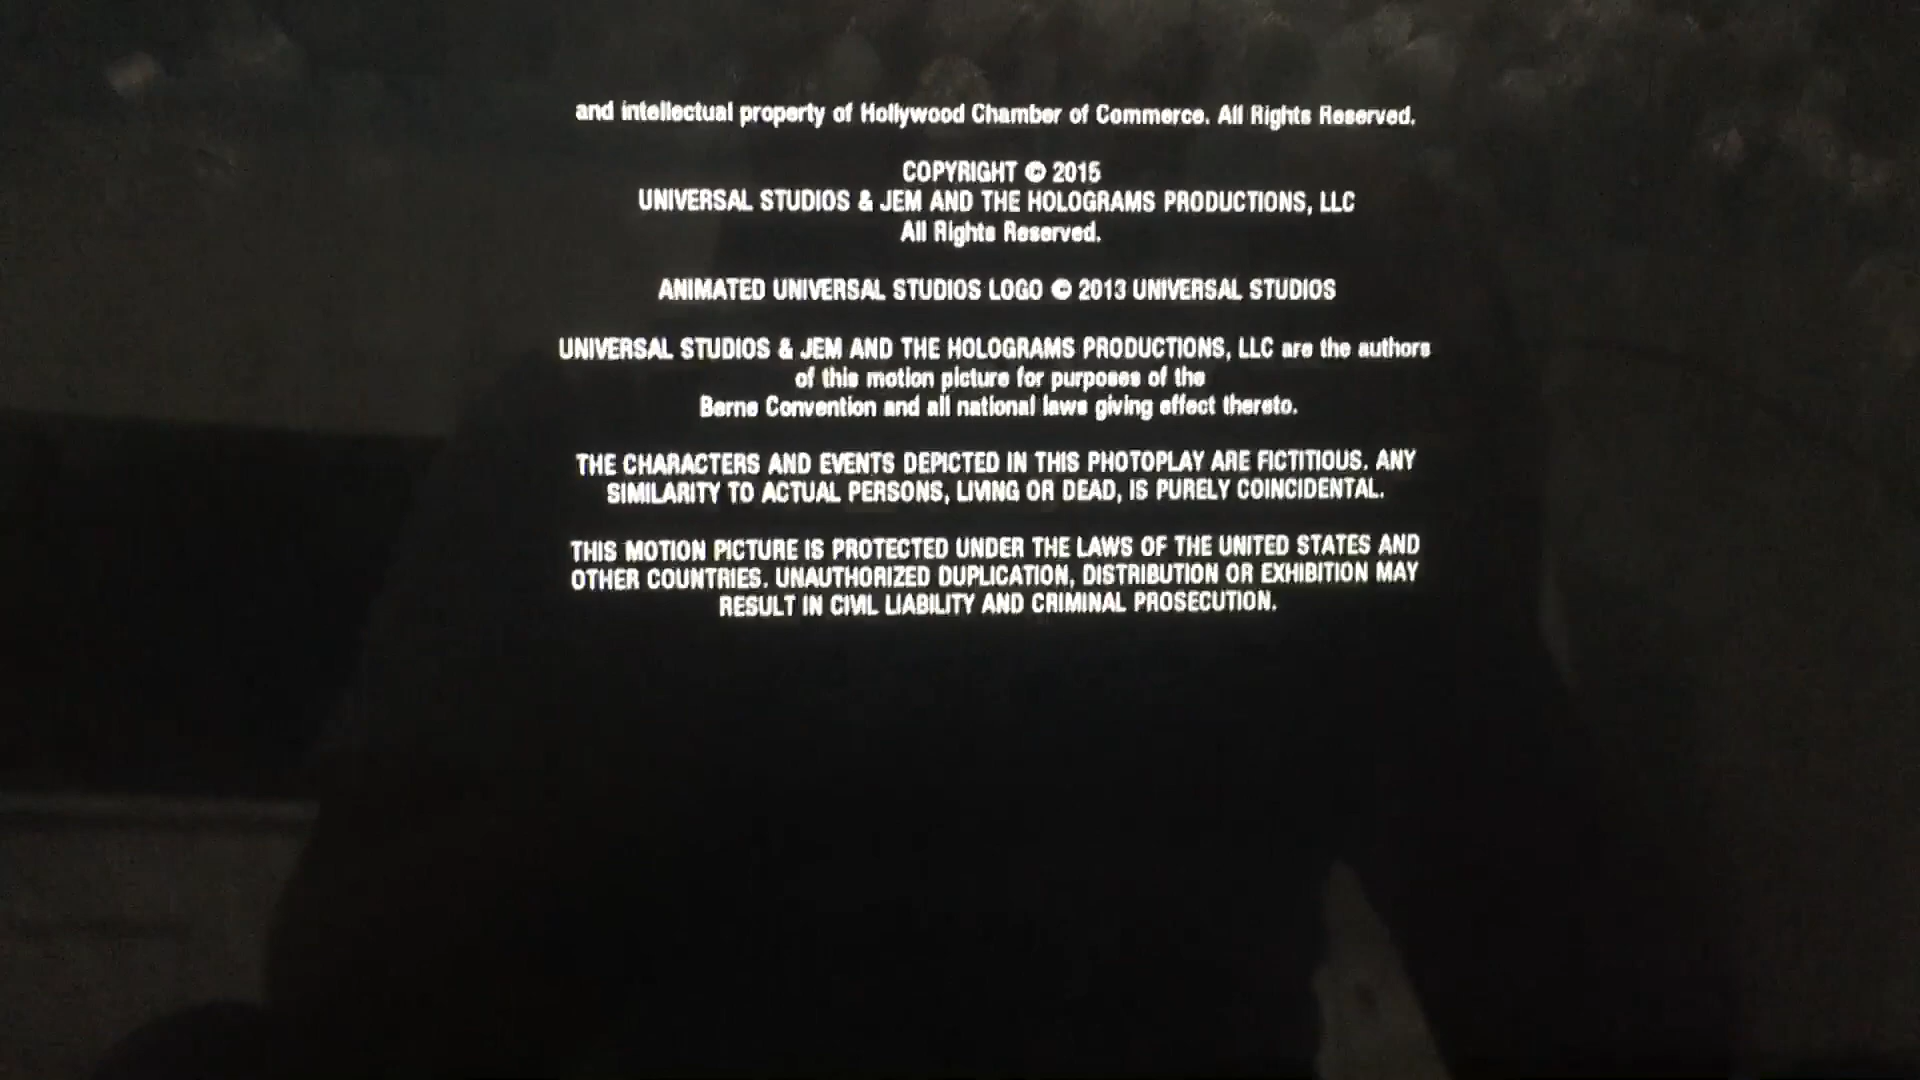 and intellectual property of Hollywood Chamber of Commerce. All Rights Reserved.
COPYRIGHT © 2015
UNIVERSAL STUDIOS & JEM AND THE HOLOGRAMS PRODUCTIONS, LLC
All Rights Reserved.
ANIMATED UNIVERSAL STUDIOS LOGO © 2013 UNIVERSAL STUDIOS
UNIVERSAL STUDIOS & JEM AND THE HOLOGRAMS PRODUCTIONS, LLC are the authors
of this motion picture for purposes of the
Berne Convention and all national laws giving effect thereto.
THE CHARACTERS AND EVENTS DEPICTED IN THIS PHOTOPLAY ARE FICTITIOUS. ANY
SIMILARITY TO ACTUAL PERSONS, LIVING OR DEAD, IS PURELY COINCIDENTAL.
THIS MOTION PICTURE IS PROTECTED UNDER THE LAWS OF THE UNITED STATES AND
OTHER COUNTRIES. UNAUTHORIZED DUPLICATION, DISTRIBUTION OR EXHIBITION MAY
RESULT IN CIVIL LIABILITY AND CRIMINAL PROSECUTION.